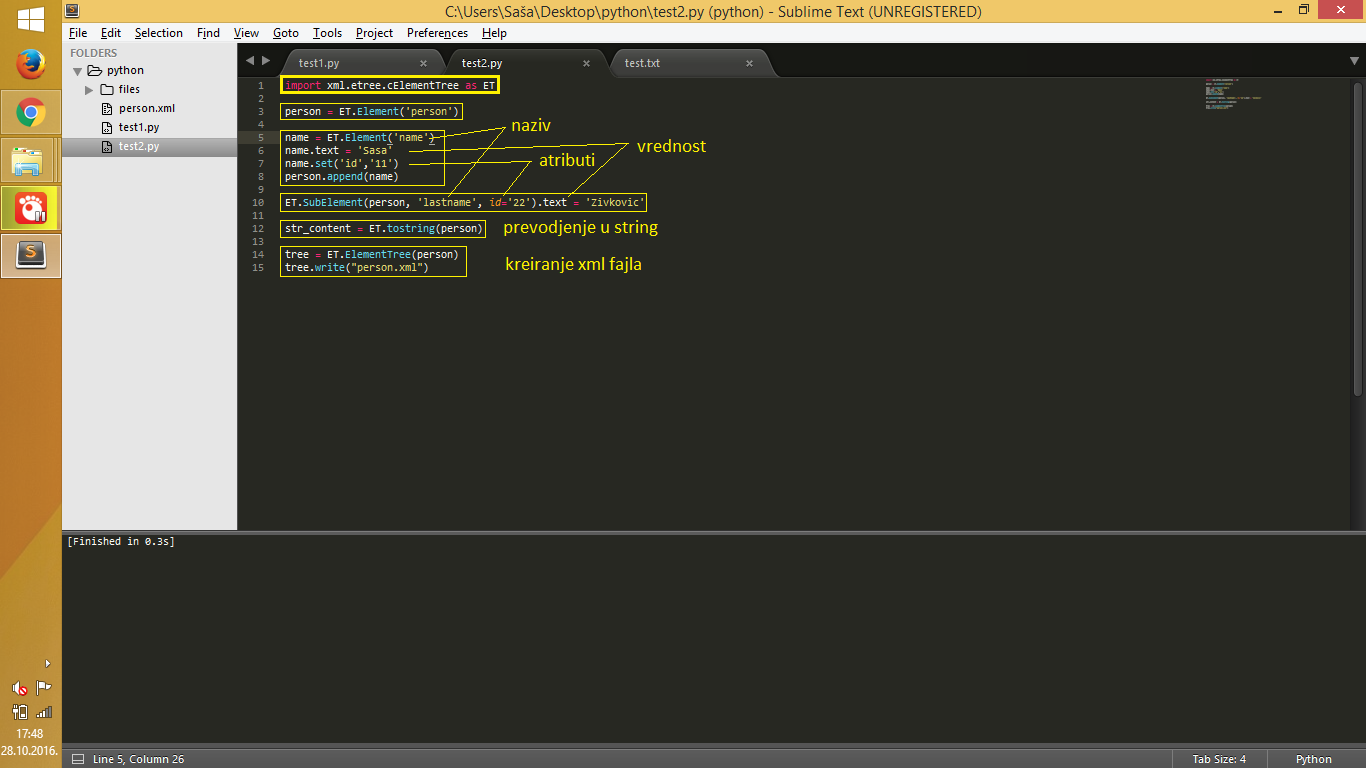 C:\Users\Saša\Desktop\python\test2.py (python) - Sublime Text (UNREGISTERED)
File Edit Selection Find View Goto Tools Project Preferences Help
FOLDERS
python
files
person.xml
test1.py
test2.py
test1.py test2.py test.txt
1 import xml.etree.cElementTree as ET
2
3 person = ET.Element('person')
4
5 name = ET.Element('name')
6 name.text = 'Sasa'
7 name.set('id','11')
8 person.append(name)
9
10 ET.SubElement(person, 'lastname', id='22').text = 'Zivkovic'
11
12 str_content = ET.tostring(person)
13
14 tree = ET.ElementTree(person)
15 tree.write("person.xml")
naziv
vrednost
atributi
prevodjenje u string
kreiranje xml fajla
[Finished in 0.3s]
17:48
28.10.2016.
Line 5, Column 26
Tab Size: 4
Python